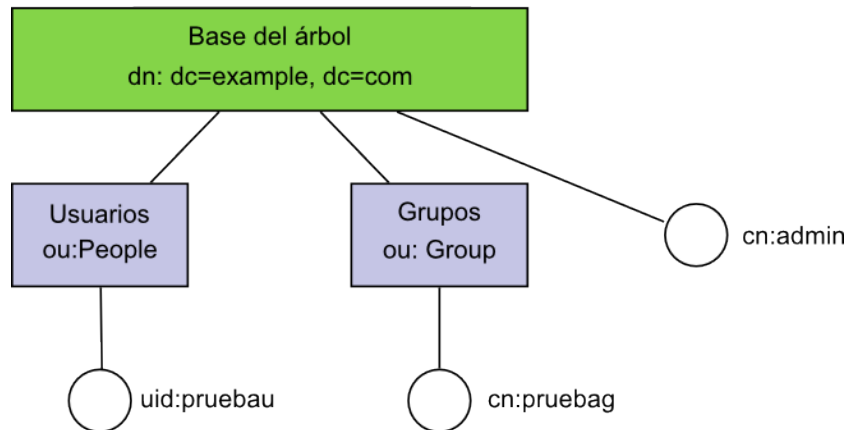 Base del árbol
dn: dc=example, dc=com
Usuarios
ou:People
Grupos
ou: Group
cn:admin
uid:pruebau
cn:pruebag